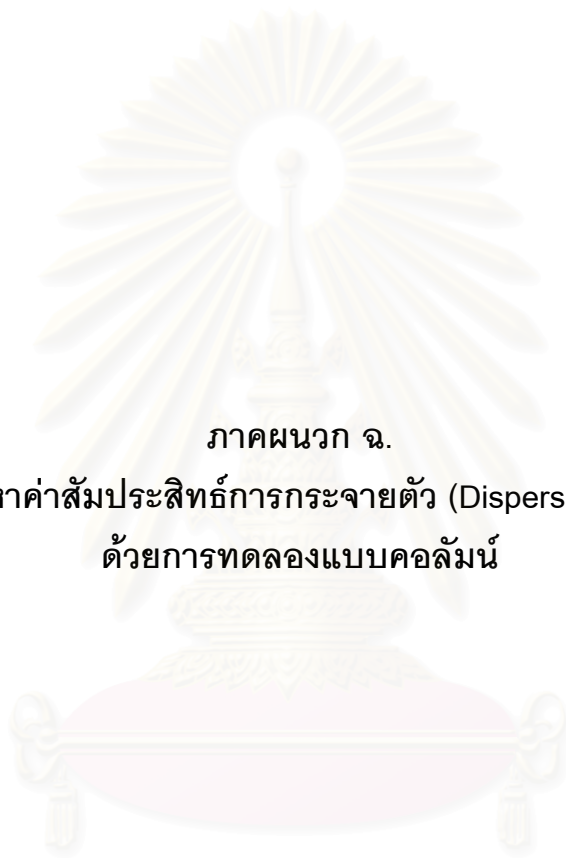 ภาคผนวก ฉ.
หาค่าสัมประสิทธ์การกระจายตัว (Dispers
ด้วยการทดลองแบบคอลัมน์